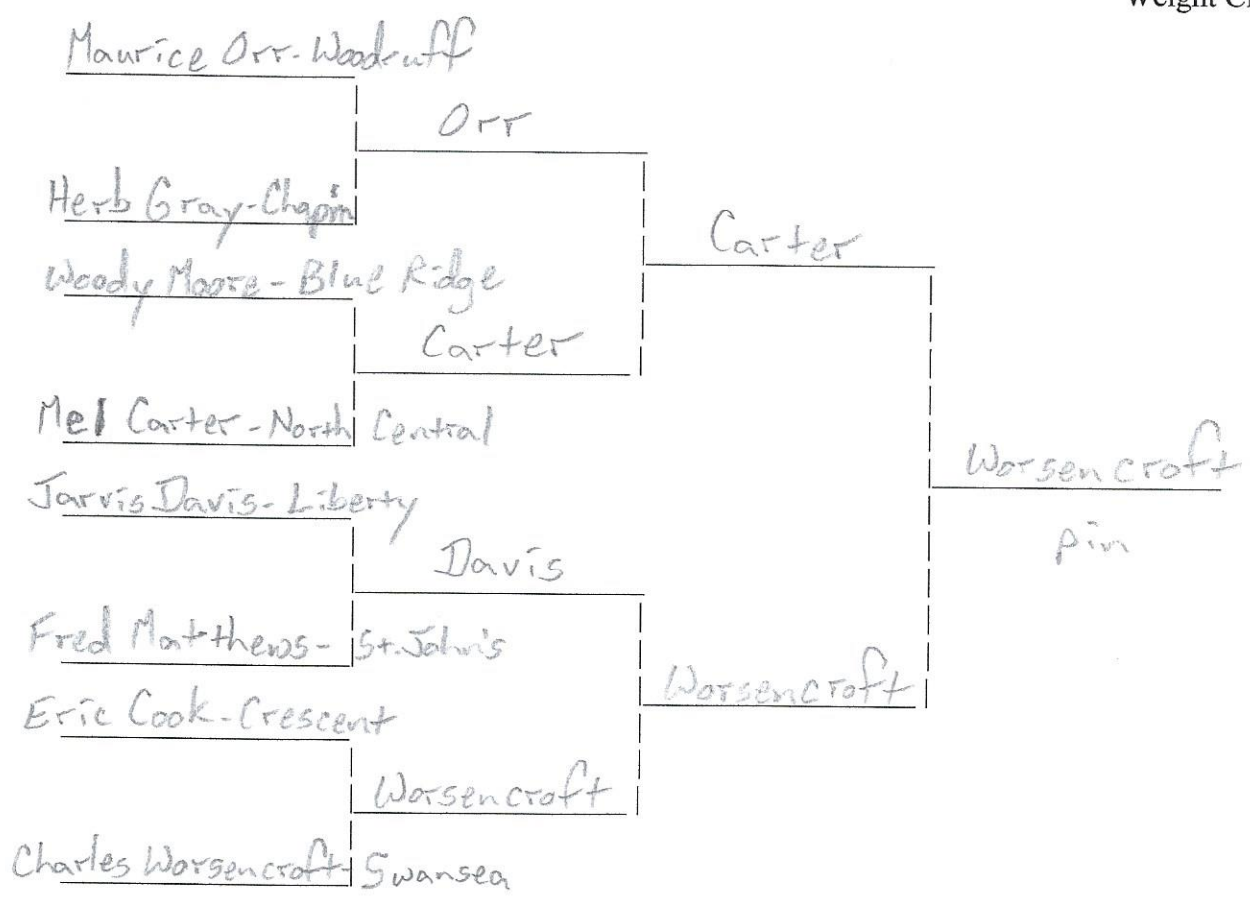 Weight Cl
Maurice Orr-Woodruff
Orr
Herb Gray-Chapin
Carter
Woody Moore-Blue Ridge
Carter
Mel Carter-North Central
Worsencroft
pin
Jarvis Davis-Liberty
Davis
Fred Matthews-St. John's
Worsencroft
Eric Cook-Crescent
Worsencroft
Charles Worsencroft-Swansea